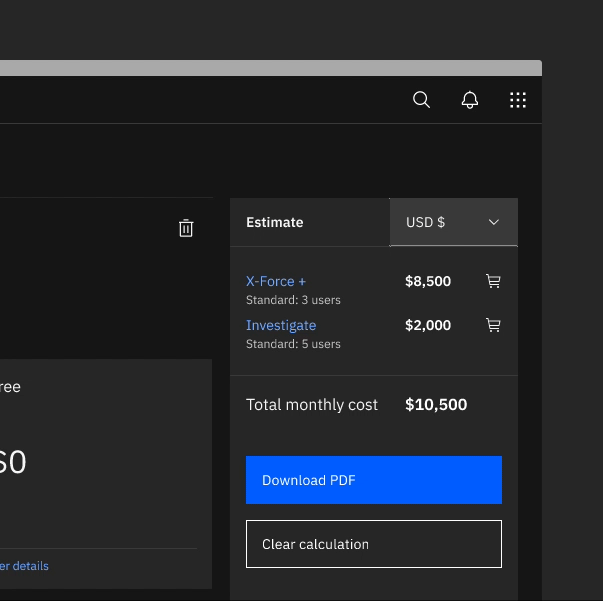 Estimate
USD $
X-Force +
$8,500
Standard: 3 users
Investigate
$2,000
Standard: 5 users
Total monthly cost
$10,500
Download PDF
Clear calculation
ree
$0
er details